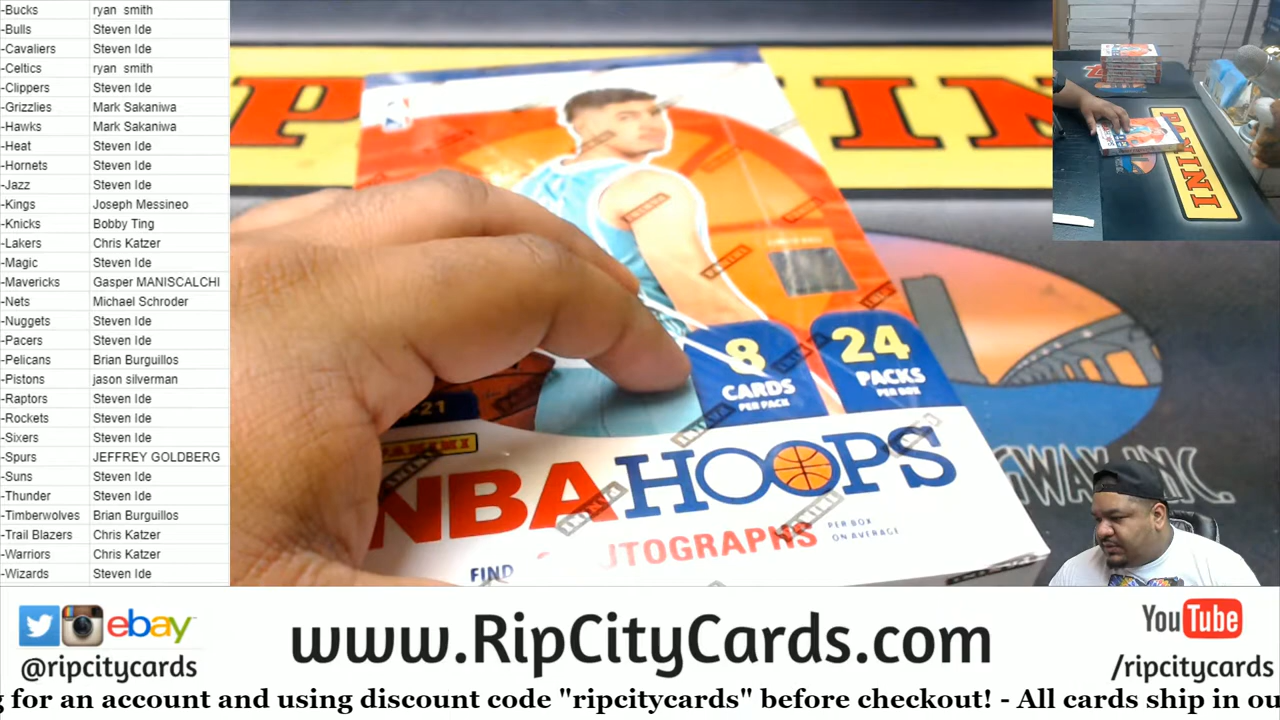 -Bucks ryan smith
-Bulls Steven Ide
-Cavaliers Steven Ide
-Celtics ryan smith
-Clippers Steven Ide
-Grizzlies Mark Sakaniwa
-Hawks Mark Sakaniwa
-Heat Steven Ide
-Hornets Steven Ide
-Jazz Steven Ide
-Kings Joseph Messineo
-Knicks Bobby Ting
-Lakers Chris Katzer
-Magic Steven Ide
-Mavericks Gasper MANISCALCHI
-Nets Michael Schroder
-Nuggets Steven Ide
-Pacers Steven Ide
-Pelicans Brian Burguillos
-Pistons jason silverman
-Raptors Steven Ide
-Rockets Steven Ide
-Sixers Steven Ide
-Spurs JEFFREY GOLDBERG
-Suns Steven Ide
-Thunder Steven Ide
-Timberwolves Brian Burguillos
-Trail Blazers Chris Katzer
-Warriors Chris Katzer
-Wizards Steven Ide
8 CARDS PER PACK
24 PACKS PER BOX
-21
PANINI
NBA HOOPS
FIND UTOGRAPHS PER BOX
ON AVERAGE
P NINI
GWAX, INC.
PANINI
ebay
@ripcitycards
www.RipCityCards.com
YouTube
/ripcitycards
g for an account and using discount code "ripcitycards" before checkout! - All cards ship in ou